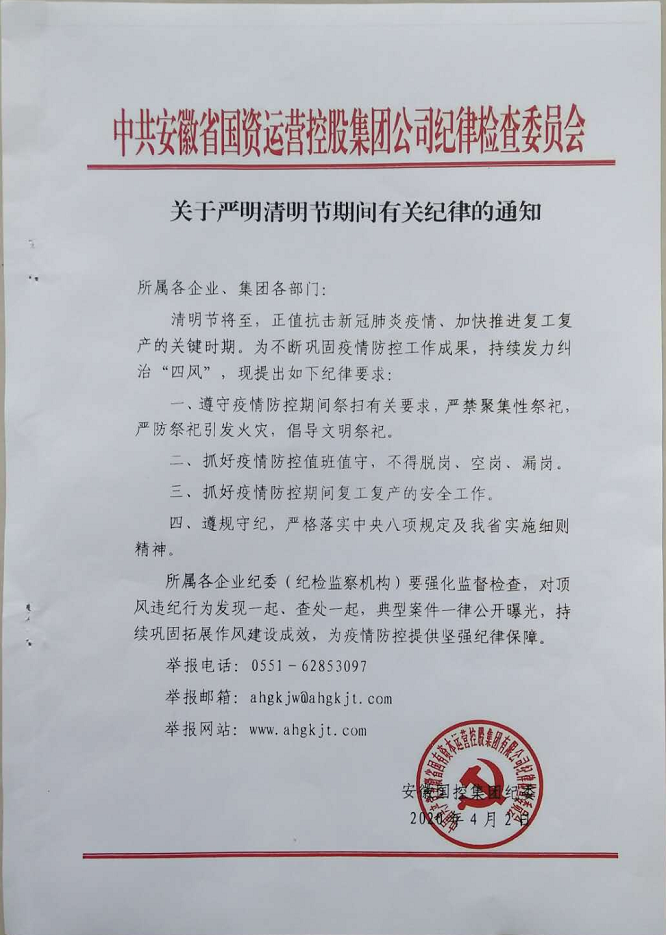 中共安徽省国资运营控股集团公司纪律检查委员会
关于严明清明节期间有关纪律的通知
所属各企业、集团各部门：
清明节将至，正值抗击新冠肺炎疫情、加快推进复工复
产的关键时期。为不断巩固疫情防控工作成果，持续发力纠
治“四风”，现提出如下纪律要求：
一、遵守疫情防控期间祭扫有关要求，严禁聚集性祭祀，
严防祭祀引发火灾，倡导文明祭祀。
二、抓好疫情防控值班值守，不得脱岗、空岗、漏岗。
三、抓好疫情防控期间复工复产的安全工作。
四、遵规守纪，严格落实中央八项规定及我省实施细则
精神。
所属各企业纪委（纪检监察机构）要强化监督检查，对顶
风违纪行为发现一起、查处一起，典型案件一律公开曝光，持
续巩固拓展作风建设成效，为疫情防控提供坚强纪律保障。
举报电话：0551－62853097
举报邮箱：ahgkjw@ahgkjt.com
举报网站：www.ahgkjt.com
安徽国控集团纪委
2020年4月2日